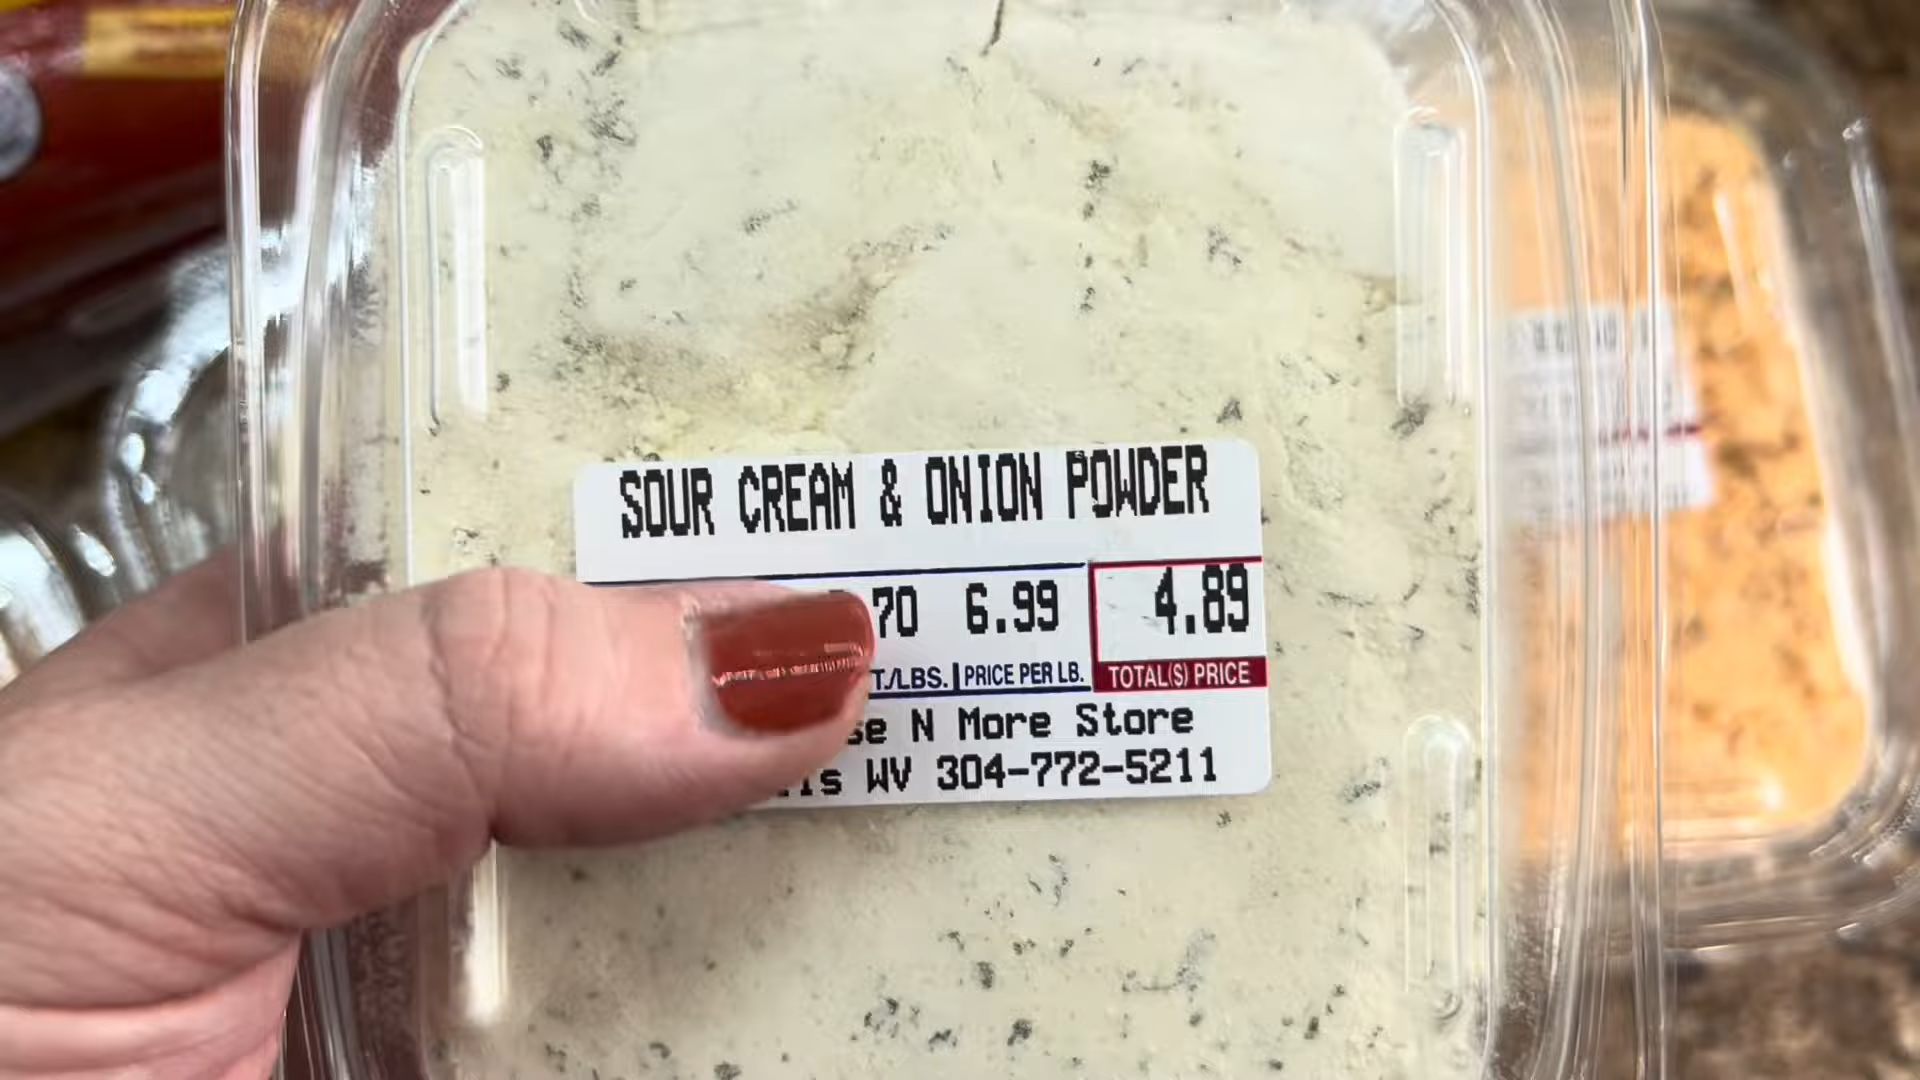 SOUR CREAM & ONION POWDER
70 6.99 4.89
T./LBS. PRICE PER LB. TOTAL($) PRICE
se N More Store
lls WV 304-772-5211